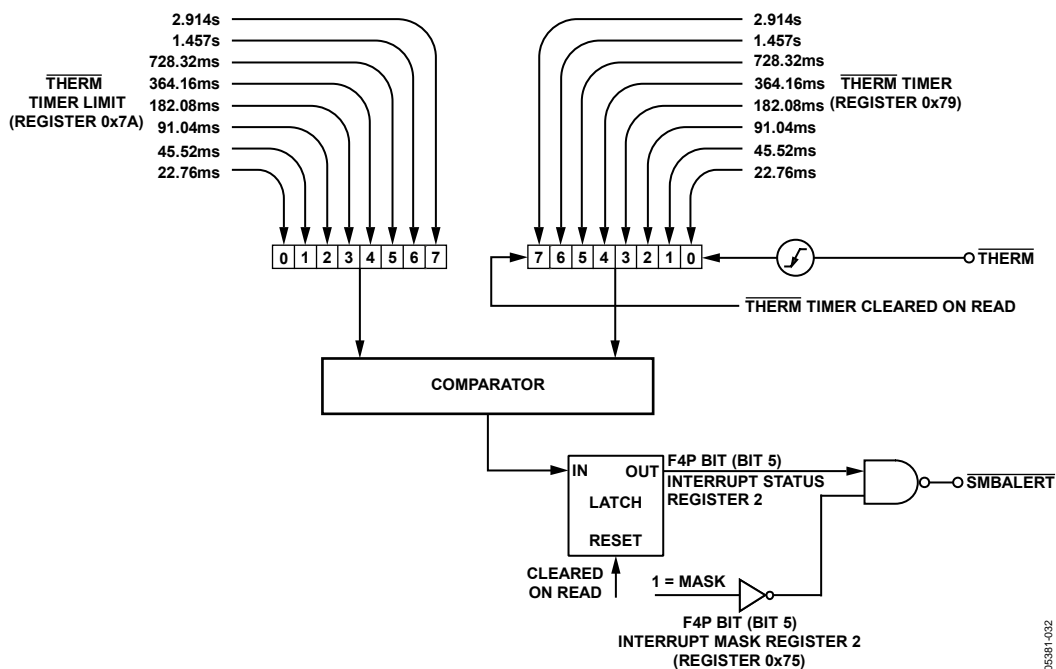 2.914s
1.457s
728.32ms
364.16ms
182.08ms
91.04ms
45.52ms
22.76ms
THERM
TIMER LIMIT
(REGISTER 0x7A)
2.914s
1.457s
728.32ms
364.16ms
182.08ms
91.04ms
45.52ms
22.76ms
THERM TIMER
(REGISTER 0x79)
0 1 2 3 4 5 6 7
7 6 5 4 3 2 1 0
THERM
THERM TIMER CLEARED ON READ
COMPARATOR
IN OUT
LATCH
RESET
F4P BIT (BIT 5)
INTERRUPT STATUS
REGISTER 2
SMBALERT
CLEARED
ON READ
1 = MASK
F4P BIT (BIT 5)
INTERRUPT MASK REGISTER 2
(REGISTER 0x75)
05381-032